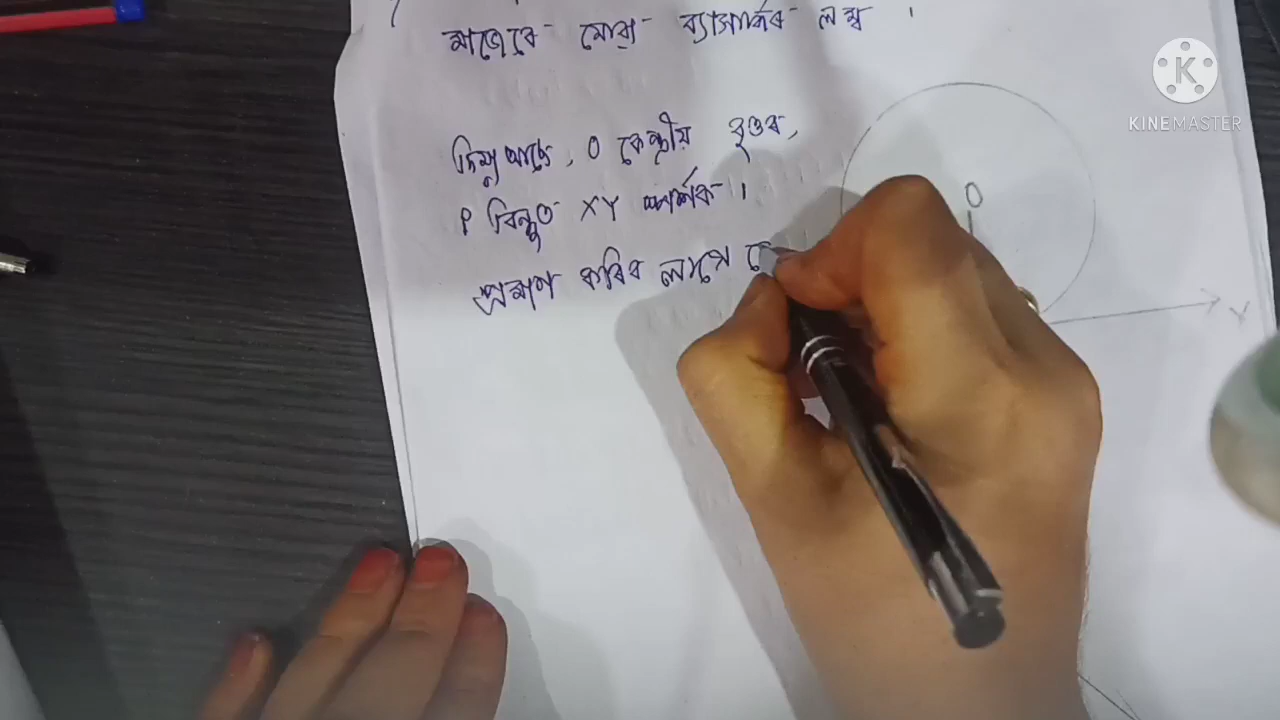 মাজেৰে যোৱা ব্যাসাৰ্দ্ধৰ লম্ব ।
দিয়া আছে, O কেন্দ্ৰীয় বৃত্তৰ,
P বিন্দুত XY স্পৰ্শক ।
প্ৰমাণ কৰিব লাগে যে
O
Y
K
KINEMASTER